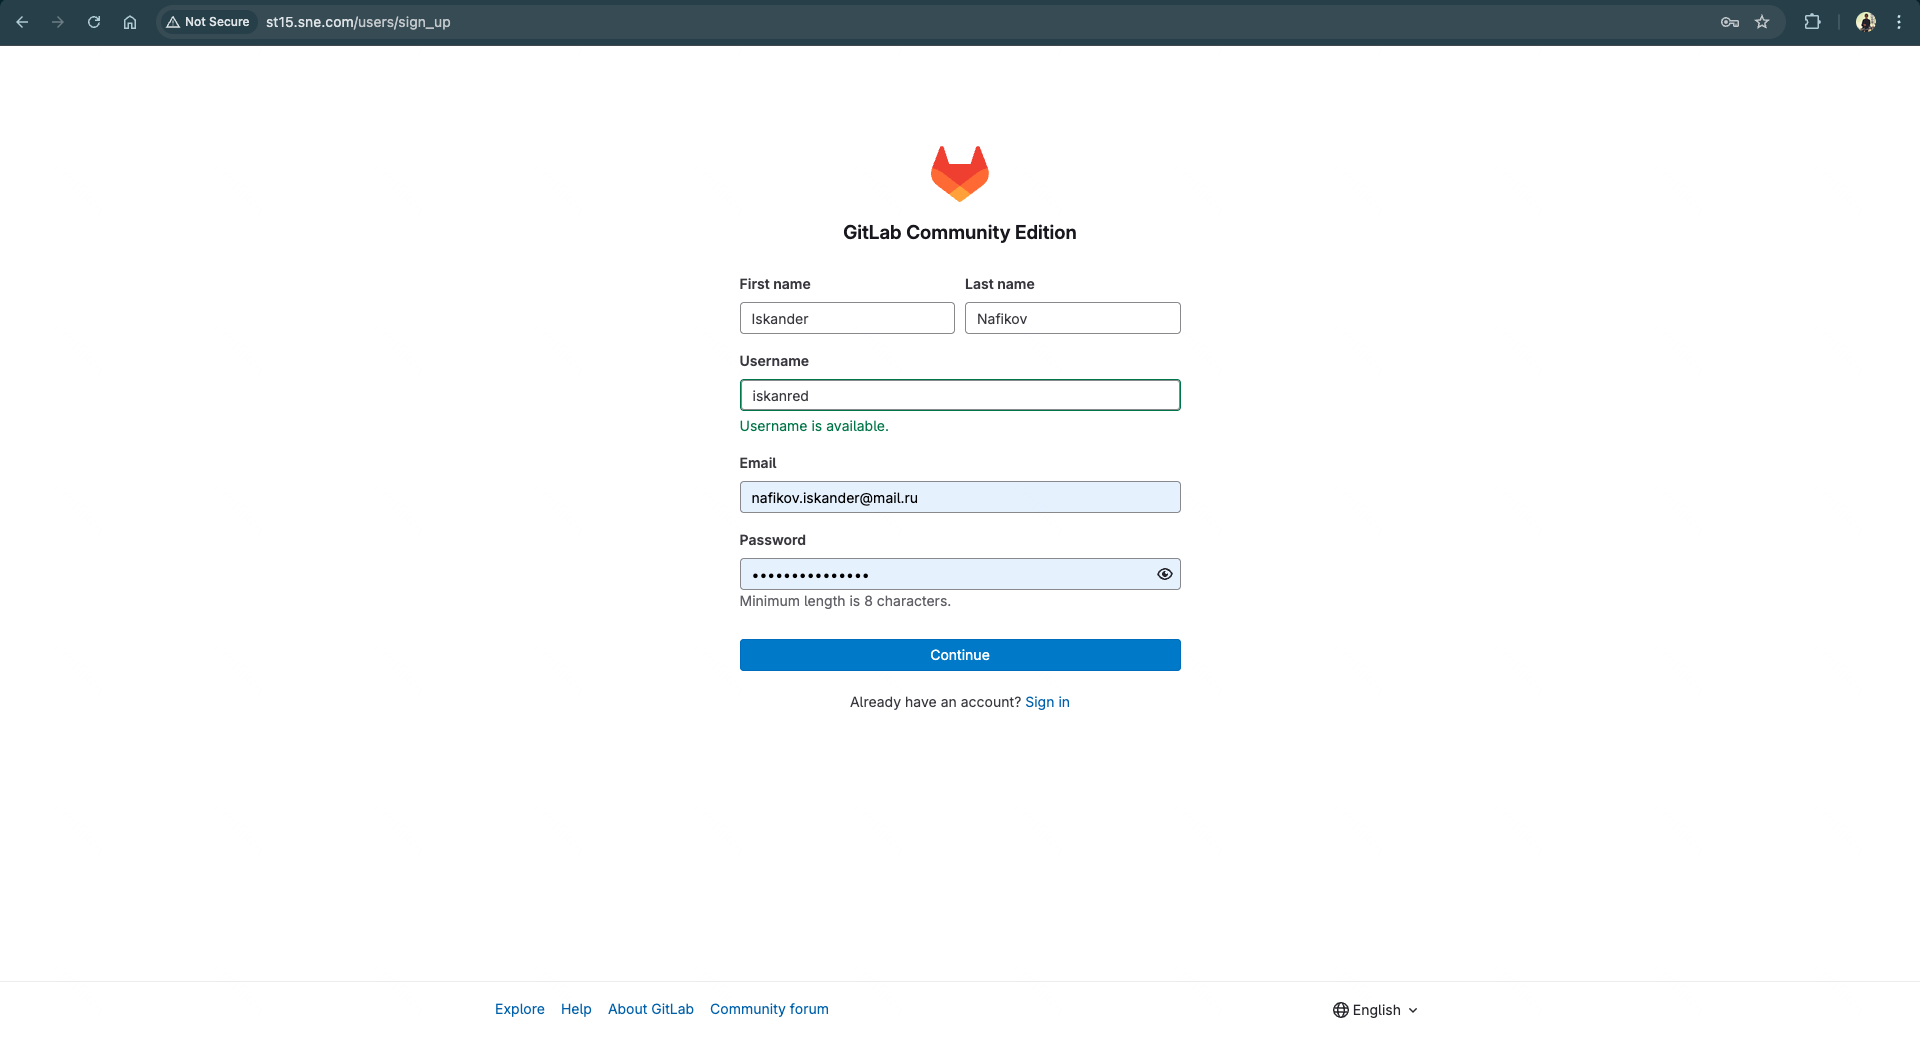 Not Secure st15.sne.com/users/sign_up
GitLab Community Edition
First name Last name
Iskander Nafikov
Username
iskanred
Username is available.
Email
nafikov.iskander@mail.ru
Password
•••••••••••••••
Minimum length is 8 characters.
Continue
Already have an account? Sign in
Explore Help About GitLab Community forum English